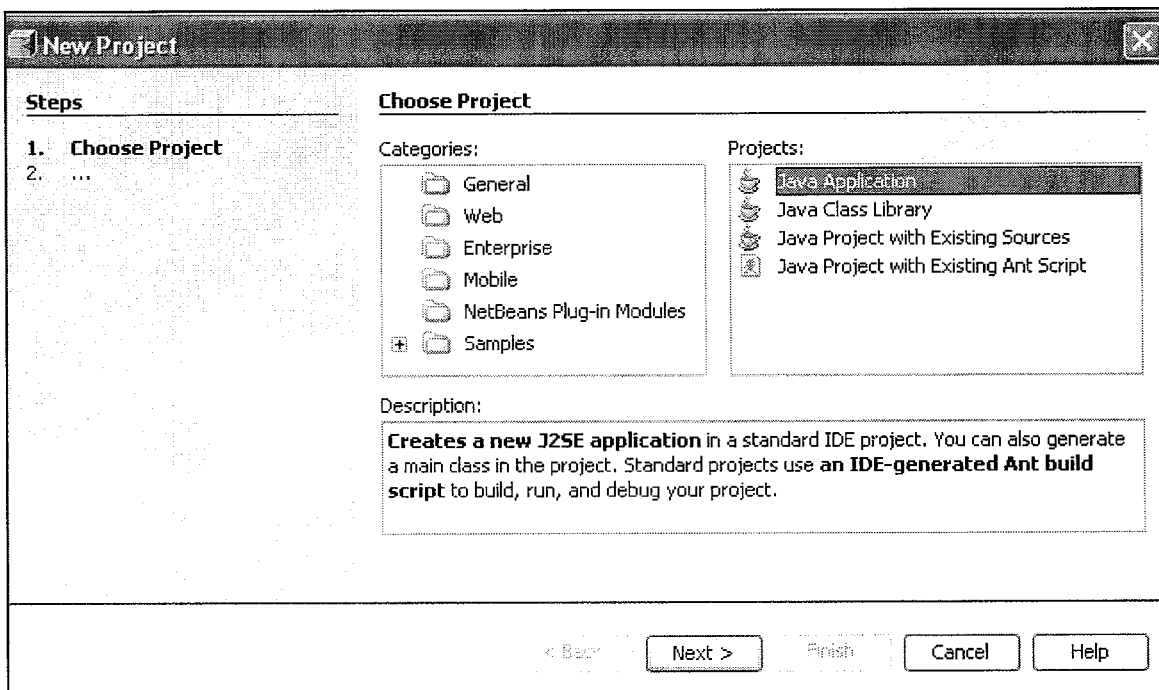 New Project
Steps
1. Choose Project
2. ...
Choose Project
Categories:
General
Web
Enterprise
Mobile
NetBeans Plug-in Modules
Samples
Projects:
Java Application
Java Class Library
Java Project with Existing Sources
Java Project with Existing Ant Script
Description:
Creates a new J2SE application in a standard IDE project. You can also generate
a main class in the project. Standard projects use an IDE-generated Ant build
script to build, run, and debug your project.
< Back
Next >
Finish
Cancel
Help